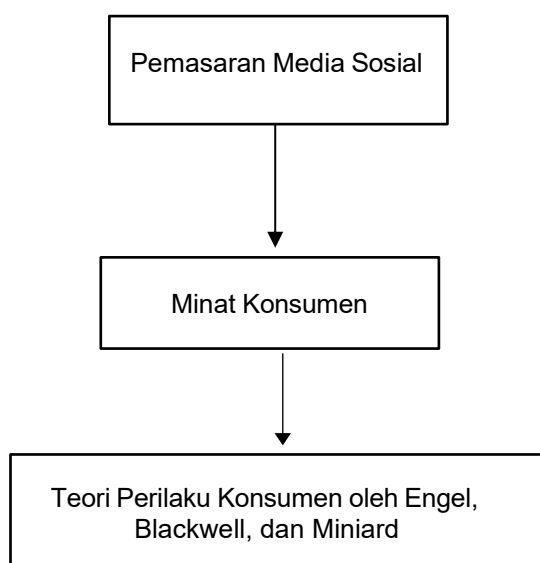 Pemasaran Media Sosial
Minat Konsumen
Teori Perilaku Konsumen oleh Engel,
Blackwell, dan Miniard